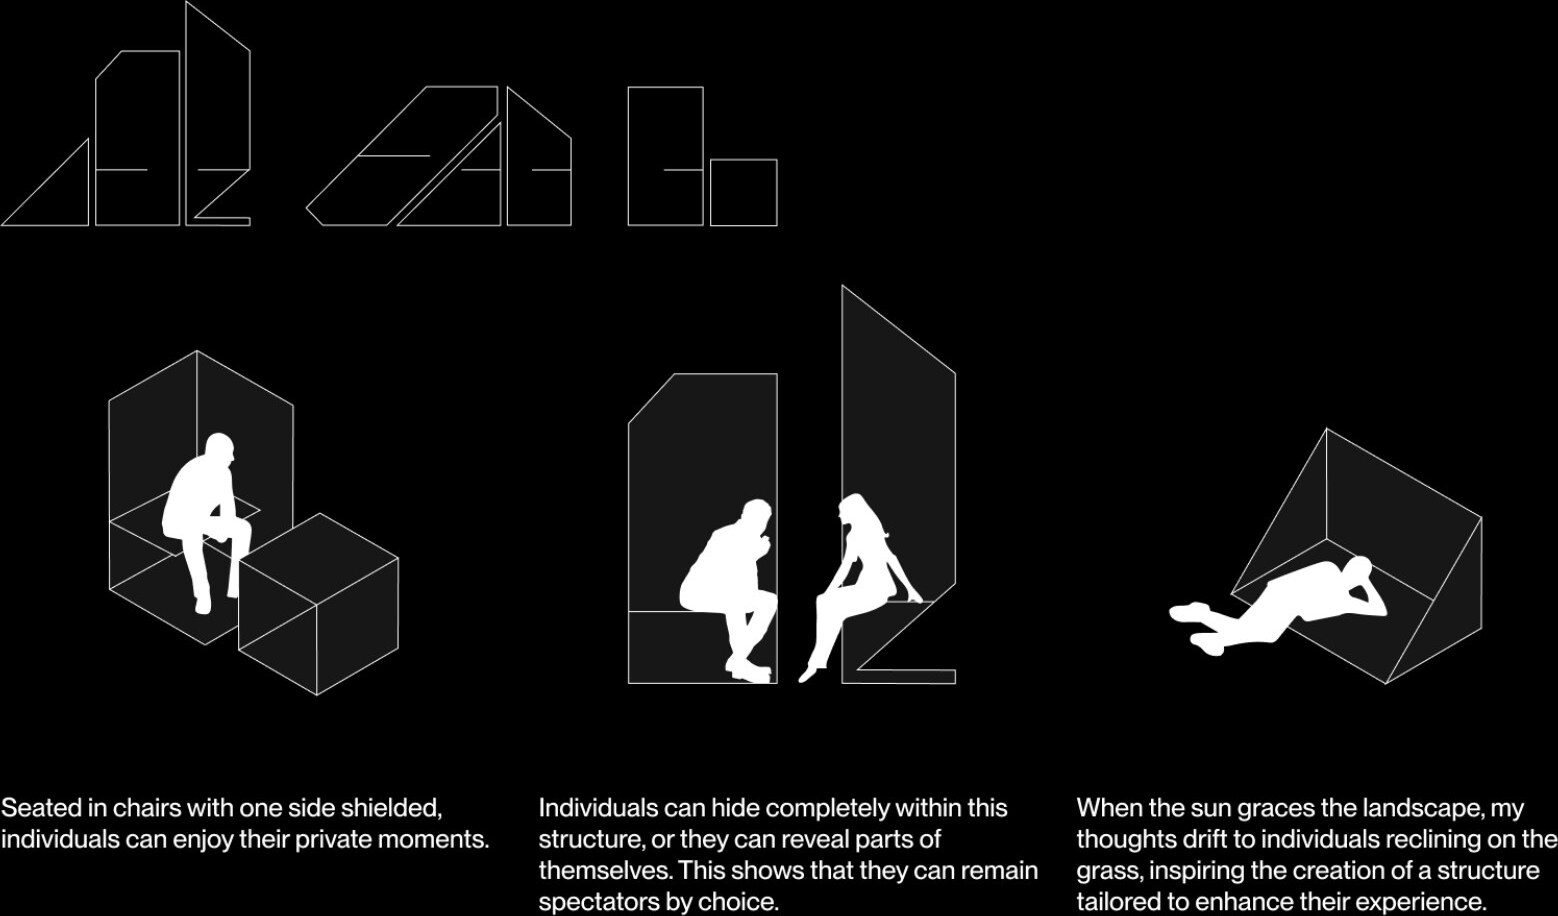 Seated in chairs with one side shielded,
individuals can enjoy their private moments.
Individuals can hide completely within this
structure, or they can reveal parts of
themselves. This shows that they can remain
spectators by choice.
When the sun graces the landscape, my
thoughts drift to individuals reclining on the
grass, inspiring the creation of a structure
tailored to enhance their experience.